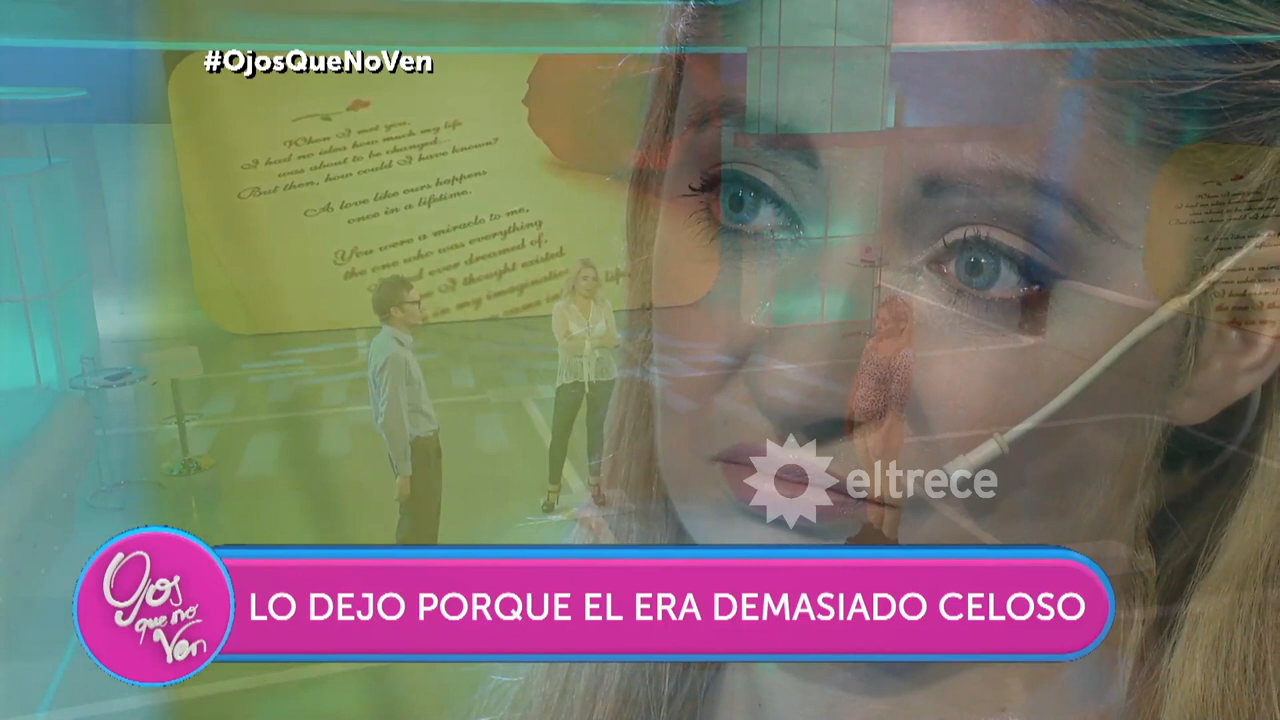 #OjosQueNoVen
When I met you,
I had no idea how much my life
was about to be changed...
But then, how could I have known?
A love like ours happens
once in a lifetime.
You were a miracle to me,
the one who was everything
had ever dreamed of,
I thought existed
my imagination
life
eltrece
Ojos
que no
Ven
LO DEJO PORQUE EL ERA DEMASIADO CELOSO